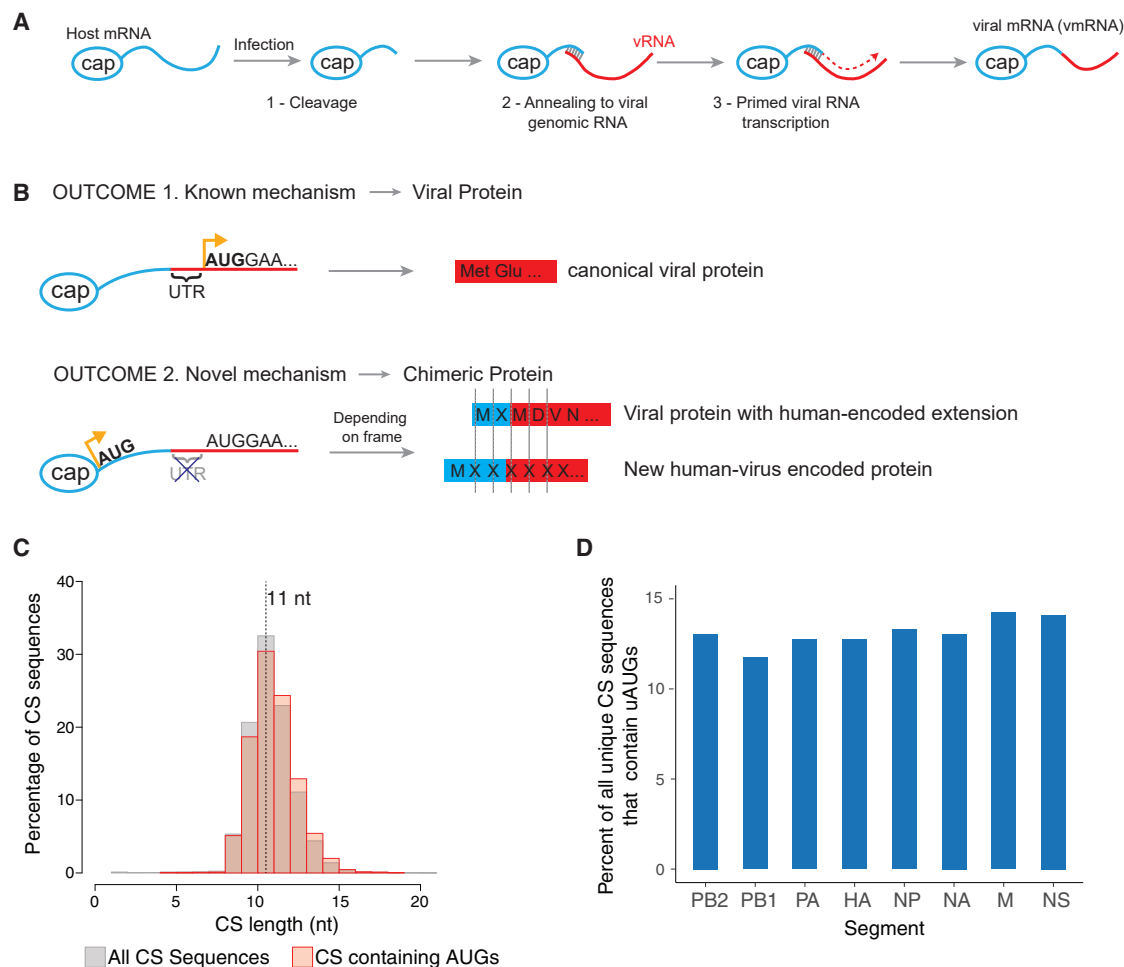 A
Host mRNA
cap
Infection
1 - Cleavage
cap
cap
vRNA
2 - Annealing to viral
genomic RNA
cap
3 - Primed viral RNA
transcription
viral mRNA (vmRNA)
cap
B
OUTCOME 1. Known mechanism
Viral Protein
cap
AUGGAA...
UTR
Met Glu ...
canonical viral protein
OUTCOME 2. Novel mechanism
Chimeric Protein
cap
AUG
AUGGAA...
UTR
Depending
on frame
M X M D V N ...
Viral protein with human-encoded extension
M X X X X X X...
New human-virus encoded protein
C
Percentage of CS sequences
40
30
20
10
0
11 nt
0 5 10 15 20
CS length (nt)
All CS Sequences
CS containing AUGs
D
Percent of all unique CS sequences
that contain uAUGs
15
10
5
0
PB2 PB1 PA HA NP NA M NS
Segment